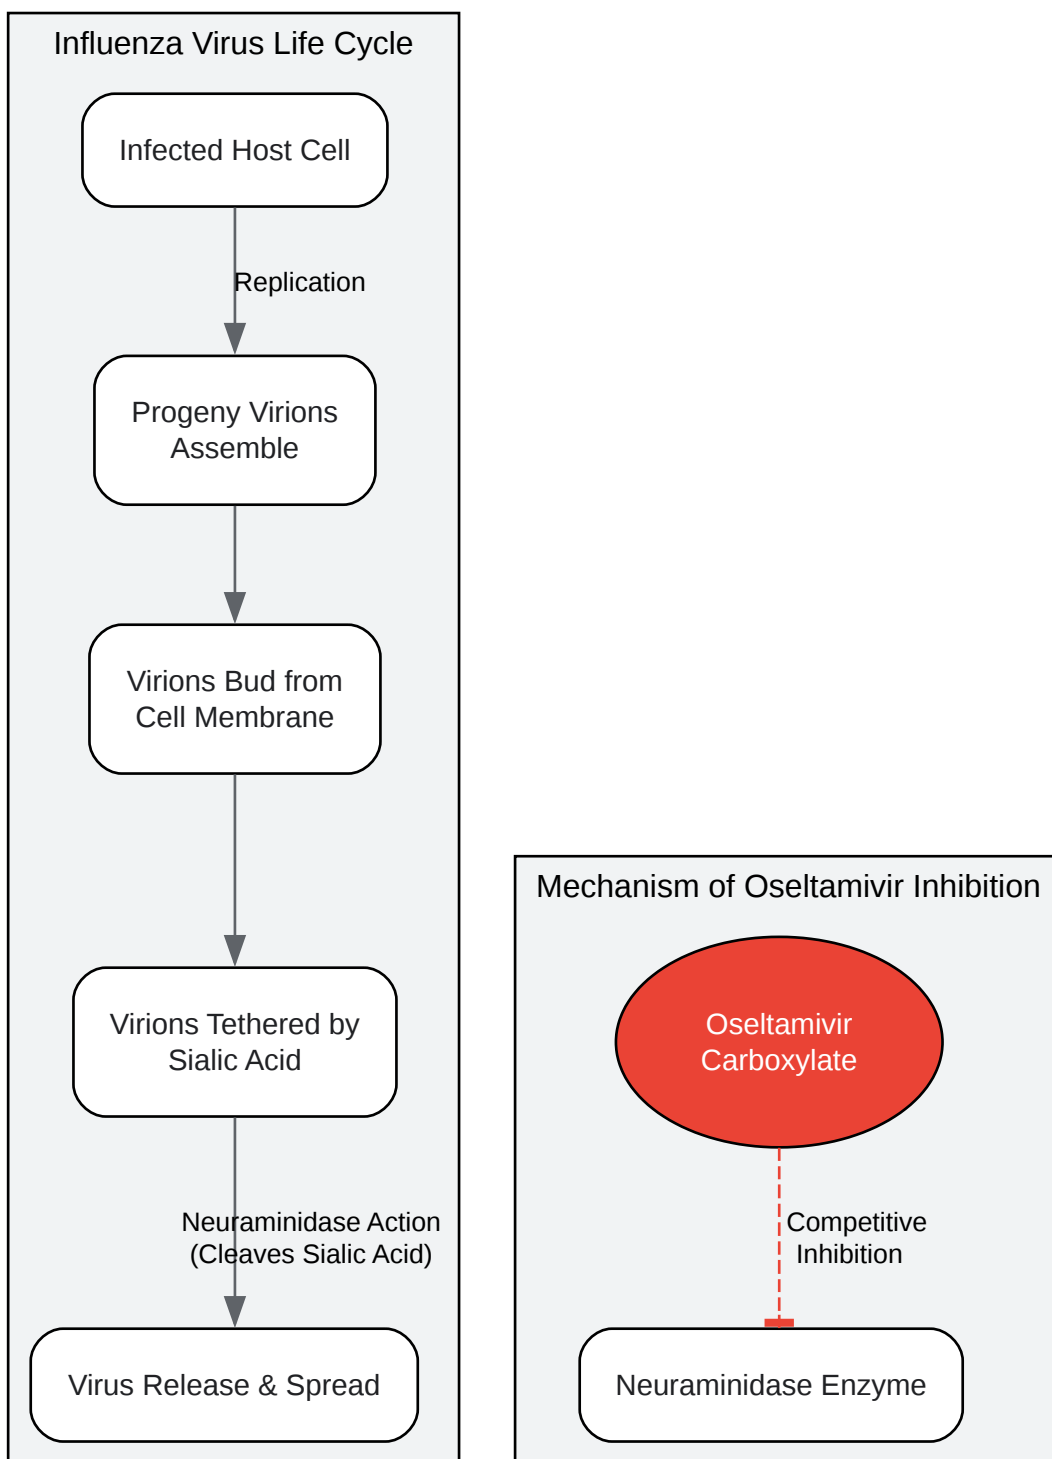 Influenza Virus Life Cycle
Infected Host Cell
Replication
Progeny Virions
Assemble
Virions Bud from
Cell Membrane
Virions Tethered by
Sialic Acid
Neuraminidase Action
(Cleaves Sialic Acid)
Virus Release & Spread
Mechanism of Oseltamivir Inhibition
Oseltamivir
Carboxylate
Competitive
Inhibition
Neuraminidase Enzyme